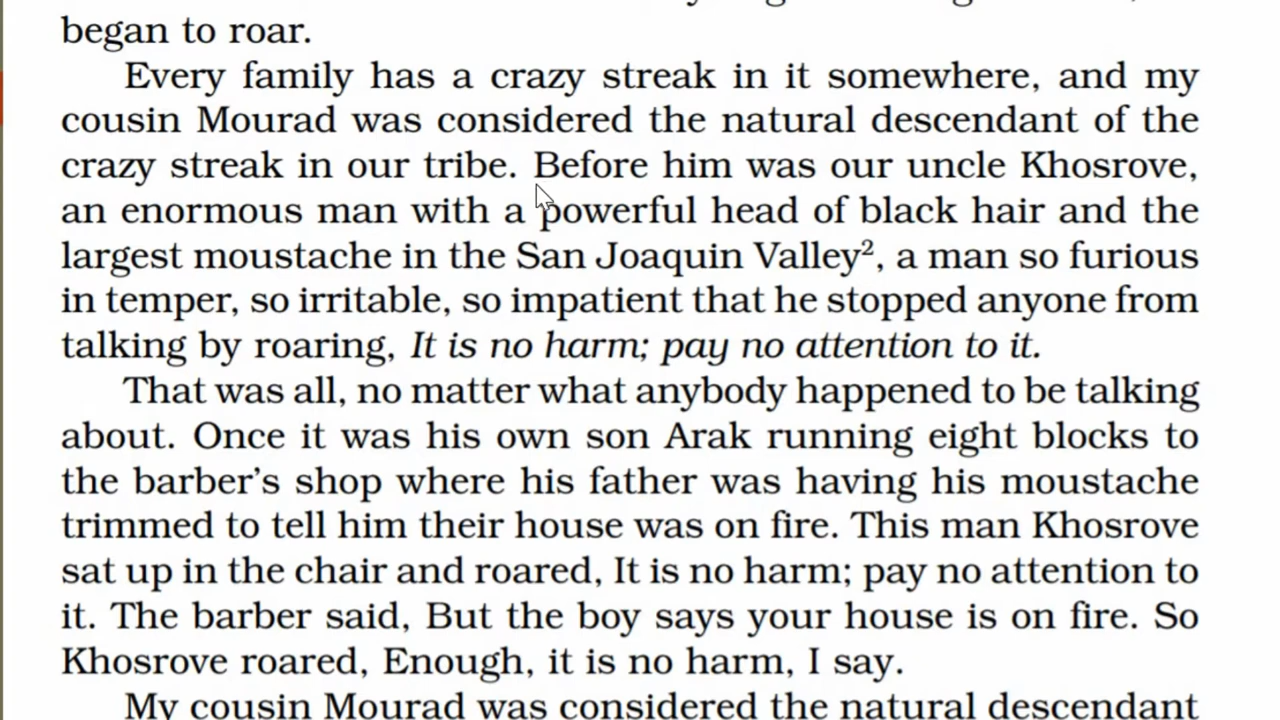 began to roar.
Every family has a crazy streak in it somewhere, and my
cousin Mourad was considered the natural descendant of the
crazy streak in our tribe. Before him was our uncle Khosrove,
an enormous man with a powerful head of black hair and the
largest moustache in the San Joaquin Valley², a man so furious
in temper, so irritable, so impatient that he stopped anyone from
talking by roaring, It is no harm; pay no attention to it.
That was all, no matter what anybody happened to be talking
about. Once it was his own son Arak running eight blocks to
the barber's shop where his father was having his moustache
trimmed to tell him their house was on fire. This man Khosrove
sat up in the chair and roared, It is no harm; pay no attention to
it. The barber said, But the boy says your house is on fire. So
Khosrove roared, Enough, it is no harm, I say.
My cousin Mourad was considered the natural descendant